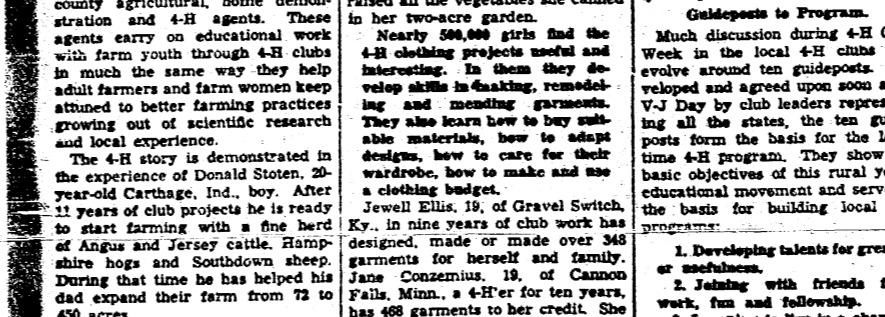 county agricultural, home demon-
stration and 4-H agents. These
agents carry on educational work
with farm youth through 4-H clubs
in much the same way they help
adult farmers and farm women keep
attuned to better farming practices
growing out of scientific research
and local experience.
The 4-H story is demonstrated in
the experience of Donald Stoten, 20-
year-old Carthage, Ind., boy. After
11 years of club projects he is ready
to start farming with a fine herd
of Angus and Jersey cattle, Hamp-
shire hogs and Southdown sheep.
During that time he has helped his
dad expand their farm from 72 to
450 acres
raised all the vegetables she canned
in her two-acre garden.
Nearly 500,000 girls find the
4-H clothing projects useful and
interesting. In them they de-
velop skills in making, remodel-
ing and mending garments.
They also learn how to buy suit-
able materials, how to adapt
designs, how to care for their
wardrobe, how to make and use
a clothing budget.
Jewell Ellis, 19, of Gravel Switch,
Ky., in nine years of club work has
designed, made or made over 348
garments for herself and family.
Jane Conzemius, 19, of Cannon
Falls, Minn., a 4-H'er for ten years,
has 468 garments to her credit. She
Guideposts to Program.
Much discussion during 4-H
Week in the local 4-H clubs
evolve around ten guideposts.
veloped and agreed upon soon a
V-J Day by club leaders repres
ing all the states, the ten gu
posts form the basis for the l
time 4-H program. They show
basic objectives of this rural y
educational movement and serv
the basis for building local
programs:
1. Developing talents for grea
er usefulness.
2. Joining with friends f
work, fun and fellowship.